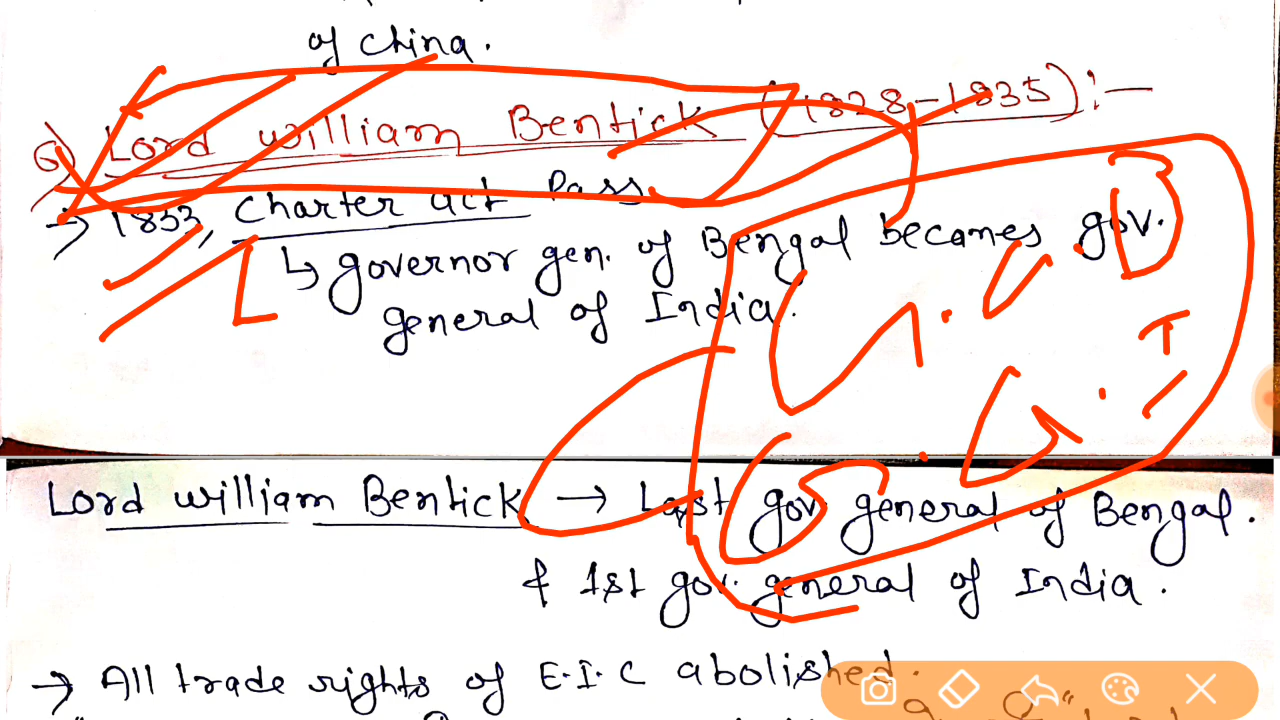 of China.
6) Lord william Bentick (1828-1835):-
→ 1833, Charter act Pass
↳ governor gen. of Bengal becomes gov.
general of India.
G.G.B
G.G.I
Lord william Bentick → Last gov general of Bengal.
& 1st gov. general of India.
→ All trade rights of E.I.C abolished.